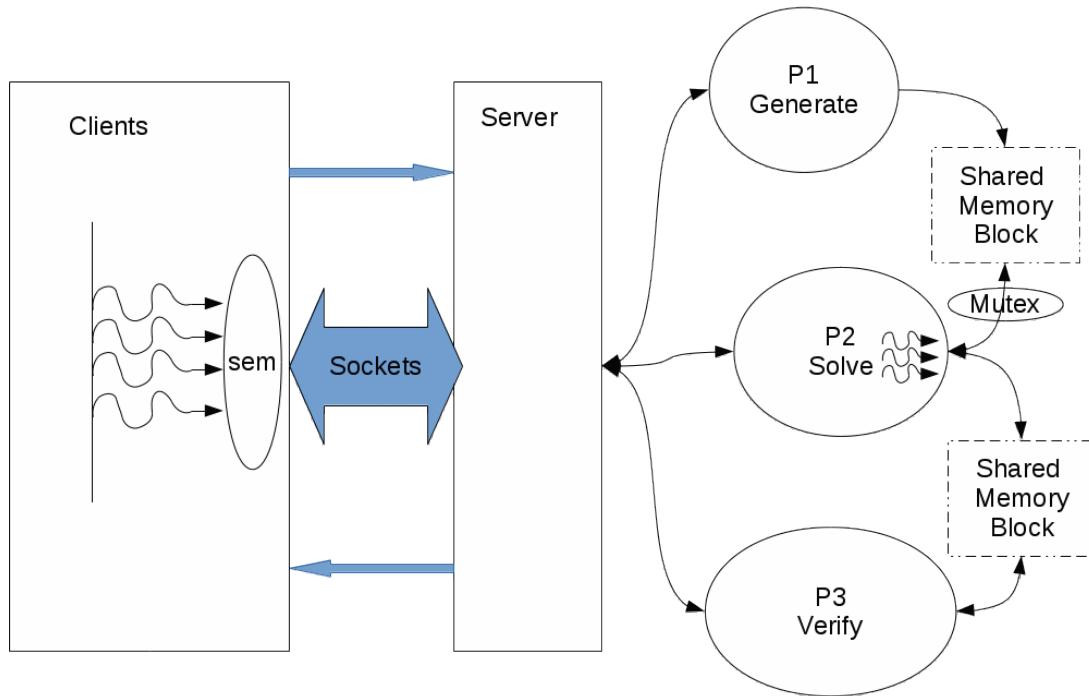 Clients
sem
Sockets
Server
P1
Generate
Shared
Memory
Block
Mutex
P2
Solve
Shared
Memory
Block
P3
Verify